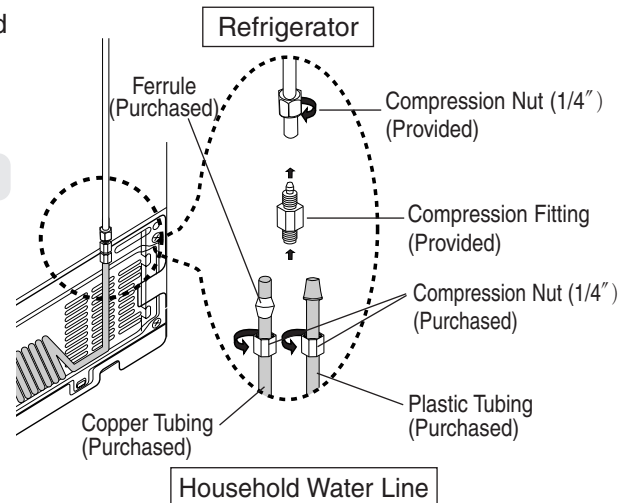 d
Refrigerator
Ferrule
(Purchased)
Compression Nut (1/4″)
(Provided)
Compression Fitting
(Provided)
Compression Nut (1/4″)
(Purchased)
Copper Tubing
(Purchased)
Plastic Tubing
(Purchased)
Household Water Line